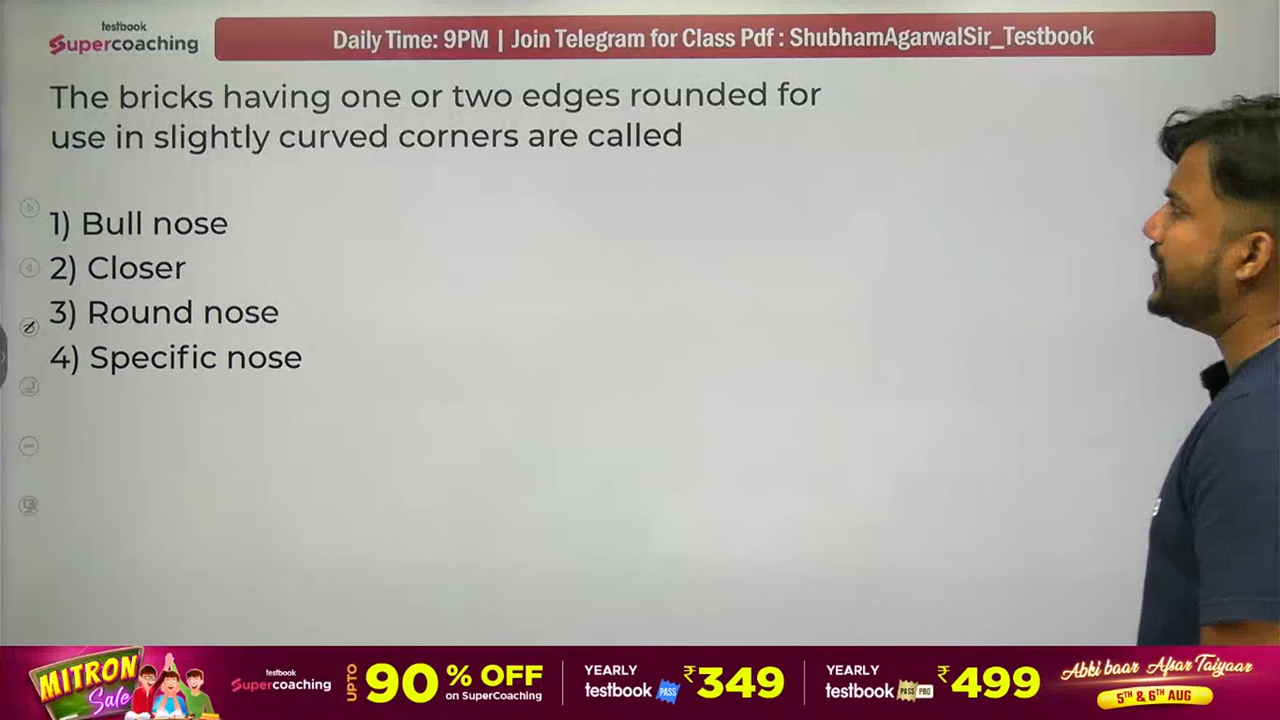 testbook
Supercoaching
Daily Time: 9PM | Join Telegram for Class Pdf : ShubhamAgarwalSir_Testbook
The bricks having one or two edges rounded for
use in slightly curved corners are called
1) Bull nose
2) Closer
3) Round nose
4) Specific nose
MITRON
Sale
testbook
Supercoaching
UPTO 90 % OFF
on SuperCoaching
YEARLY
testbook PASS
₹349
YEARLY
testbook PASS PRO
₹499
Abki baar Afsar Taiyaar
5TH & 6TH AUG